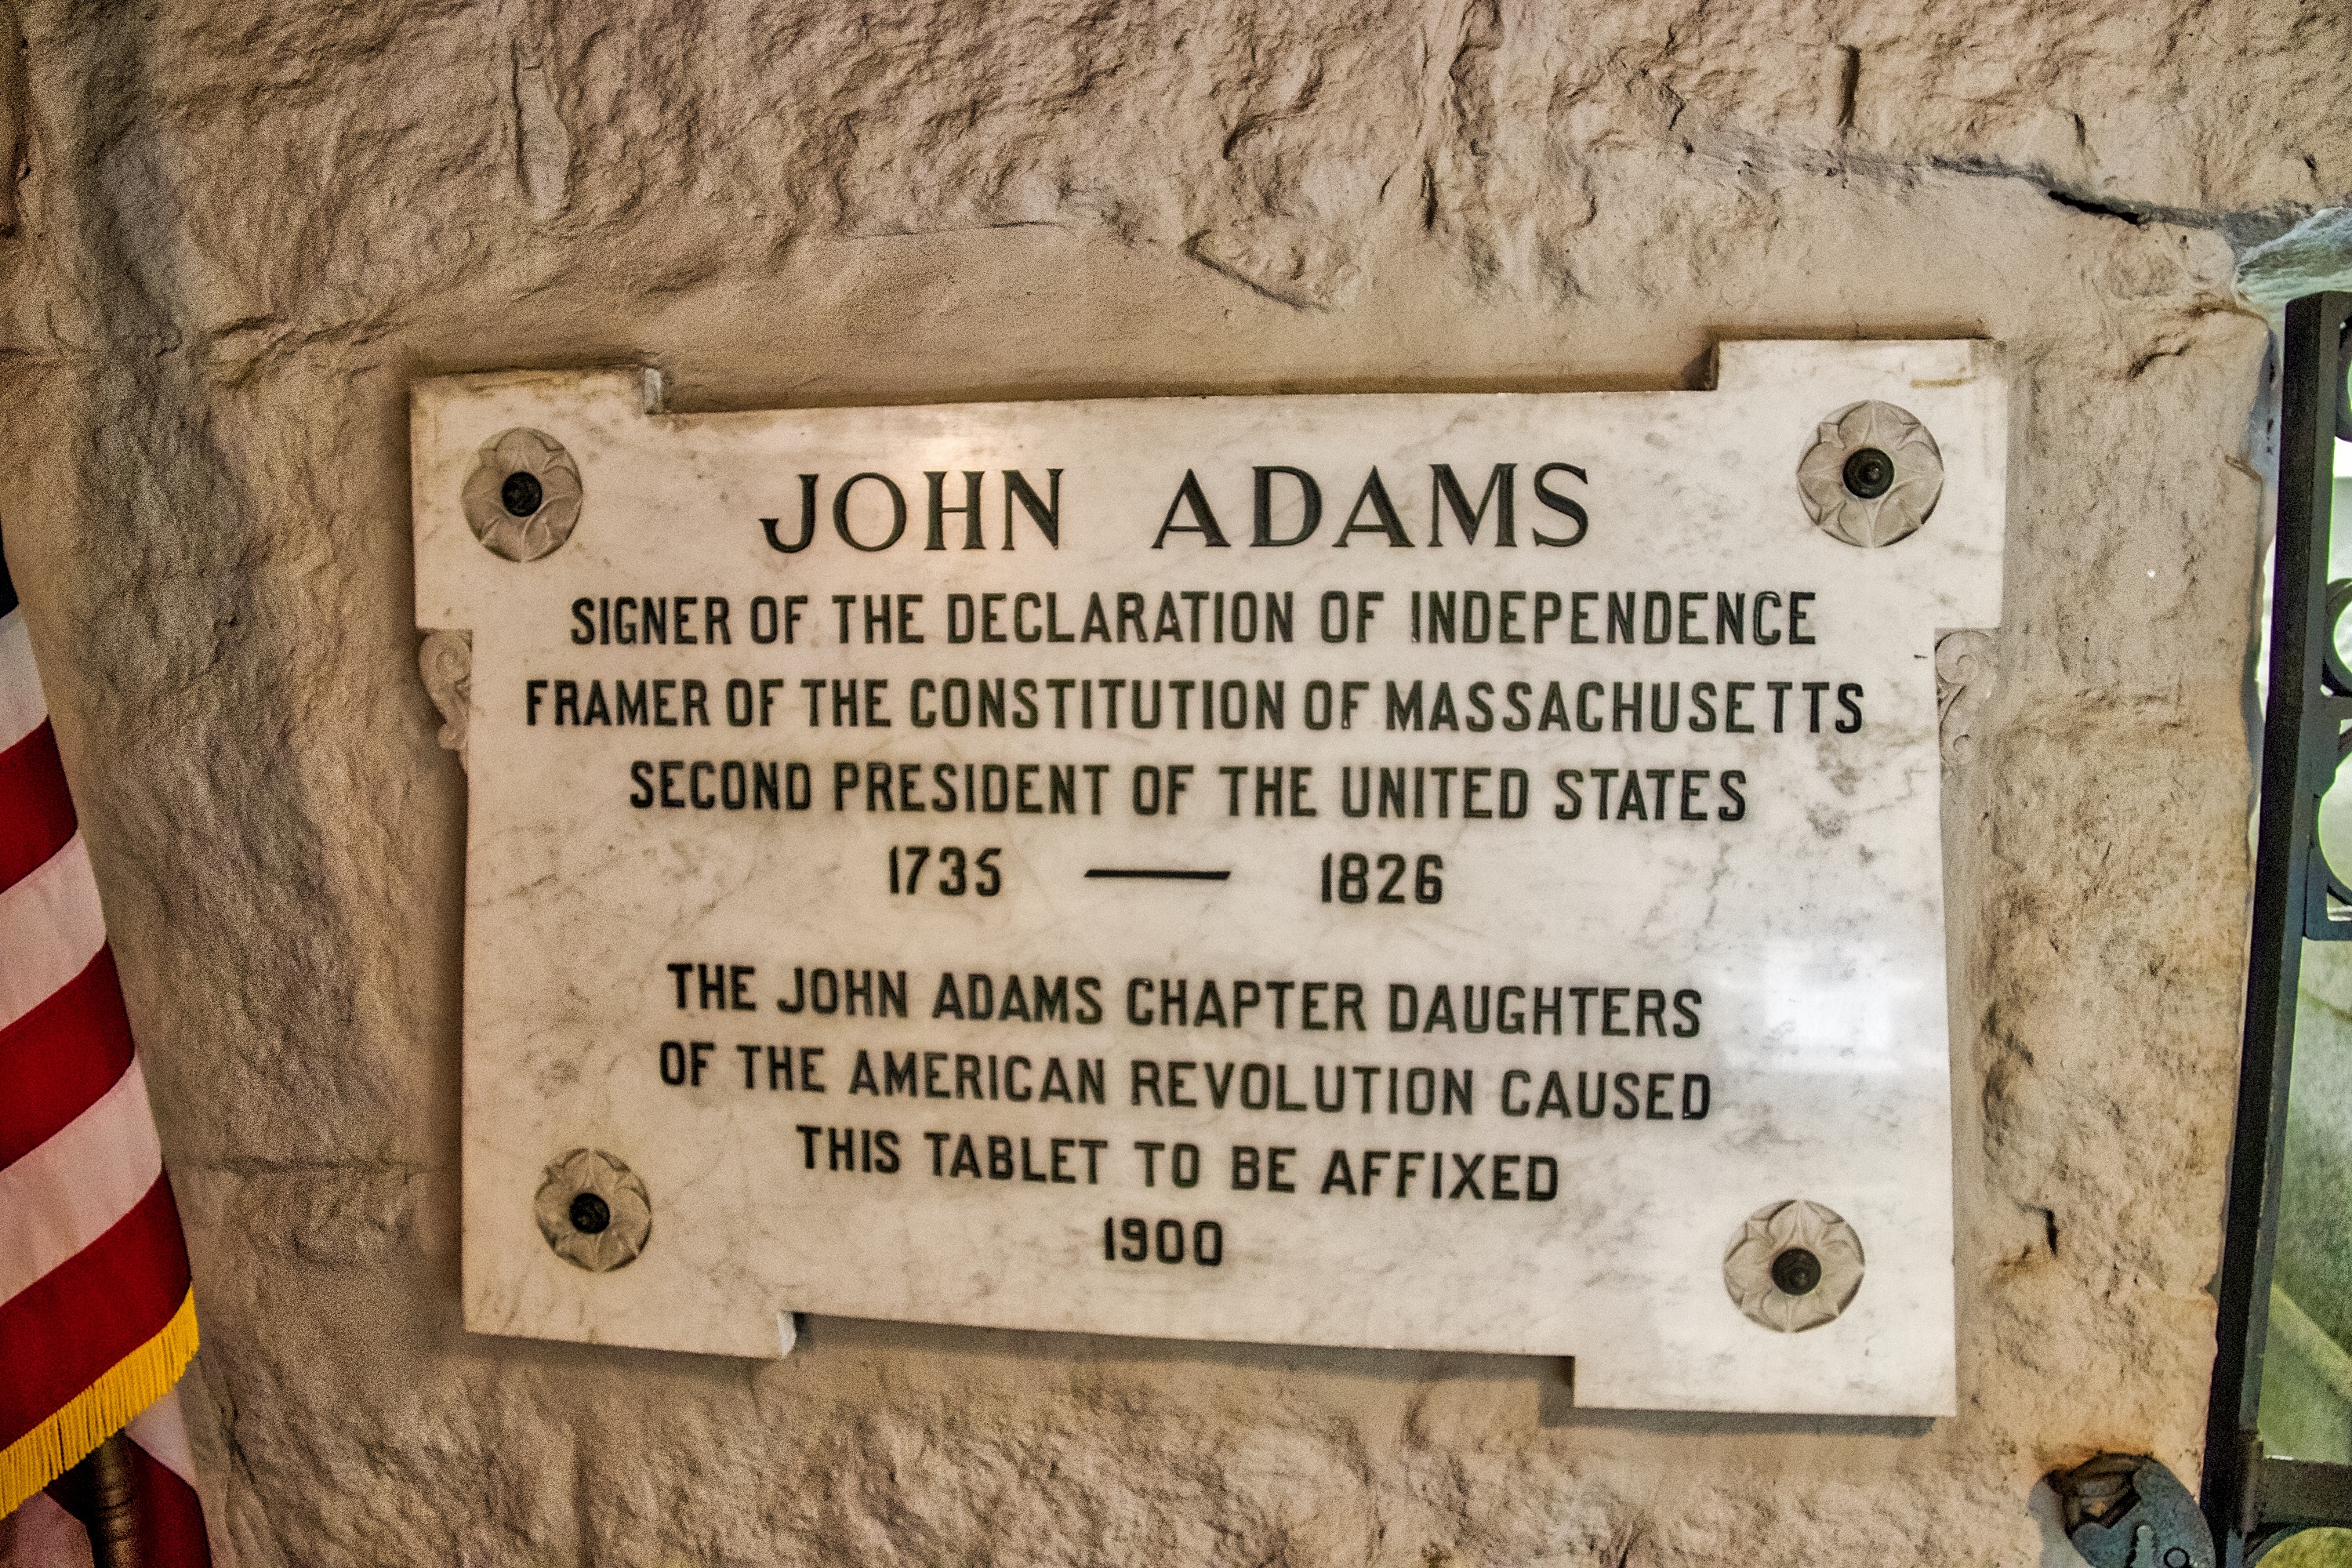 JOHN ADAMS
SIGNER OF THE DECLARATION OF INDEPENDENCE
FRAMER OF THE CONSTITUTION OF MASSACHUSETTS
SECOND PRESIDENT OF THE UNITED STATES
1735 — 1826
THE JOHN ADAMS CHAPTER DAUGHTERS
OF THE AMERICAN REVOLUTION CAUSED
THIS TABLET TO BE AFFIXED
1900